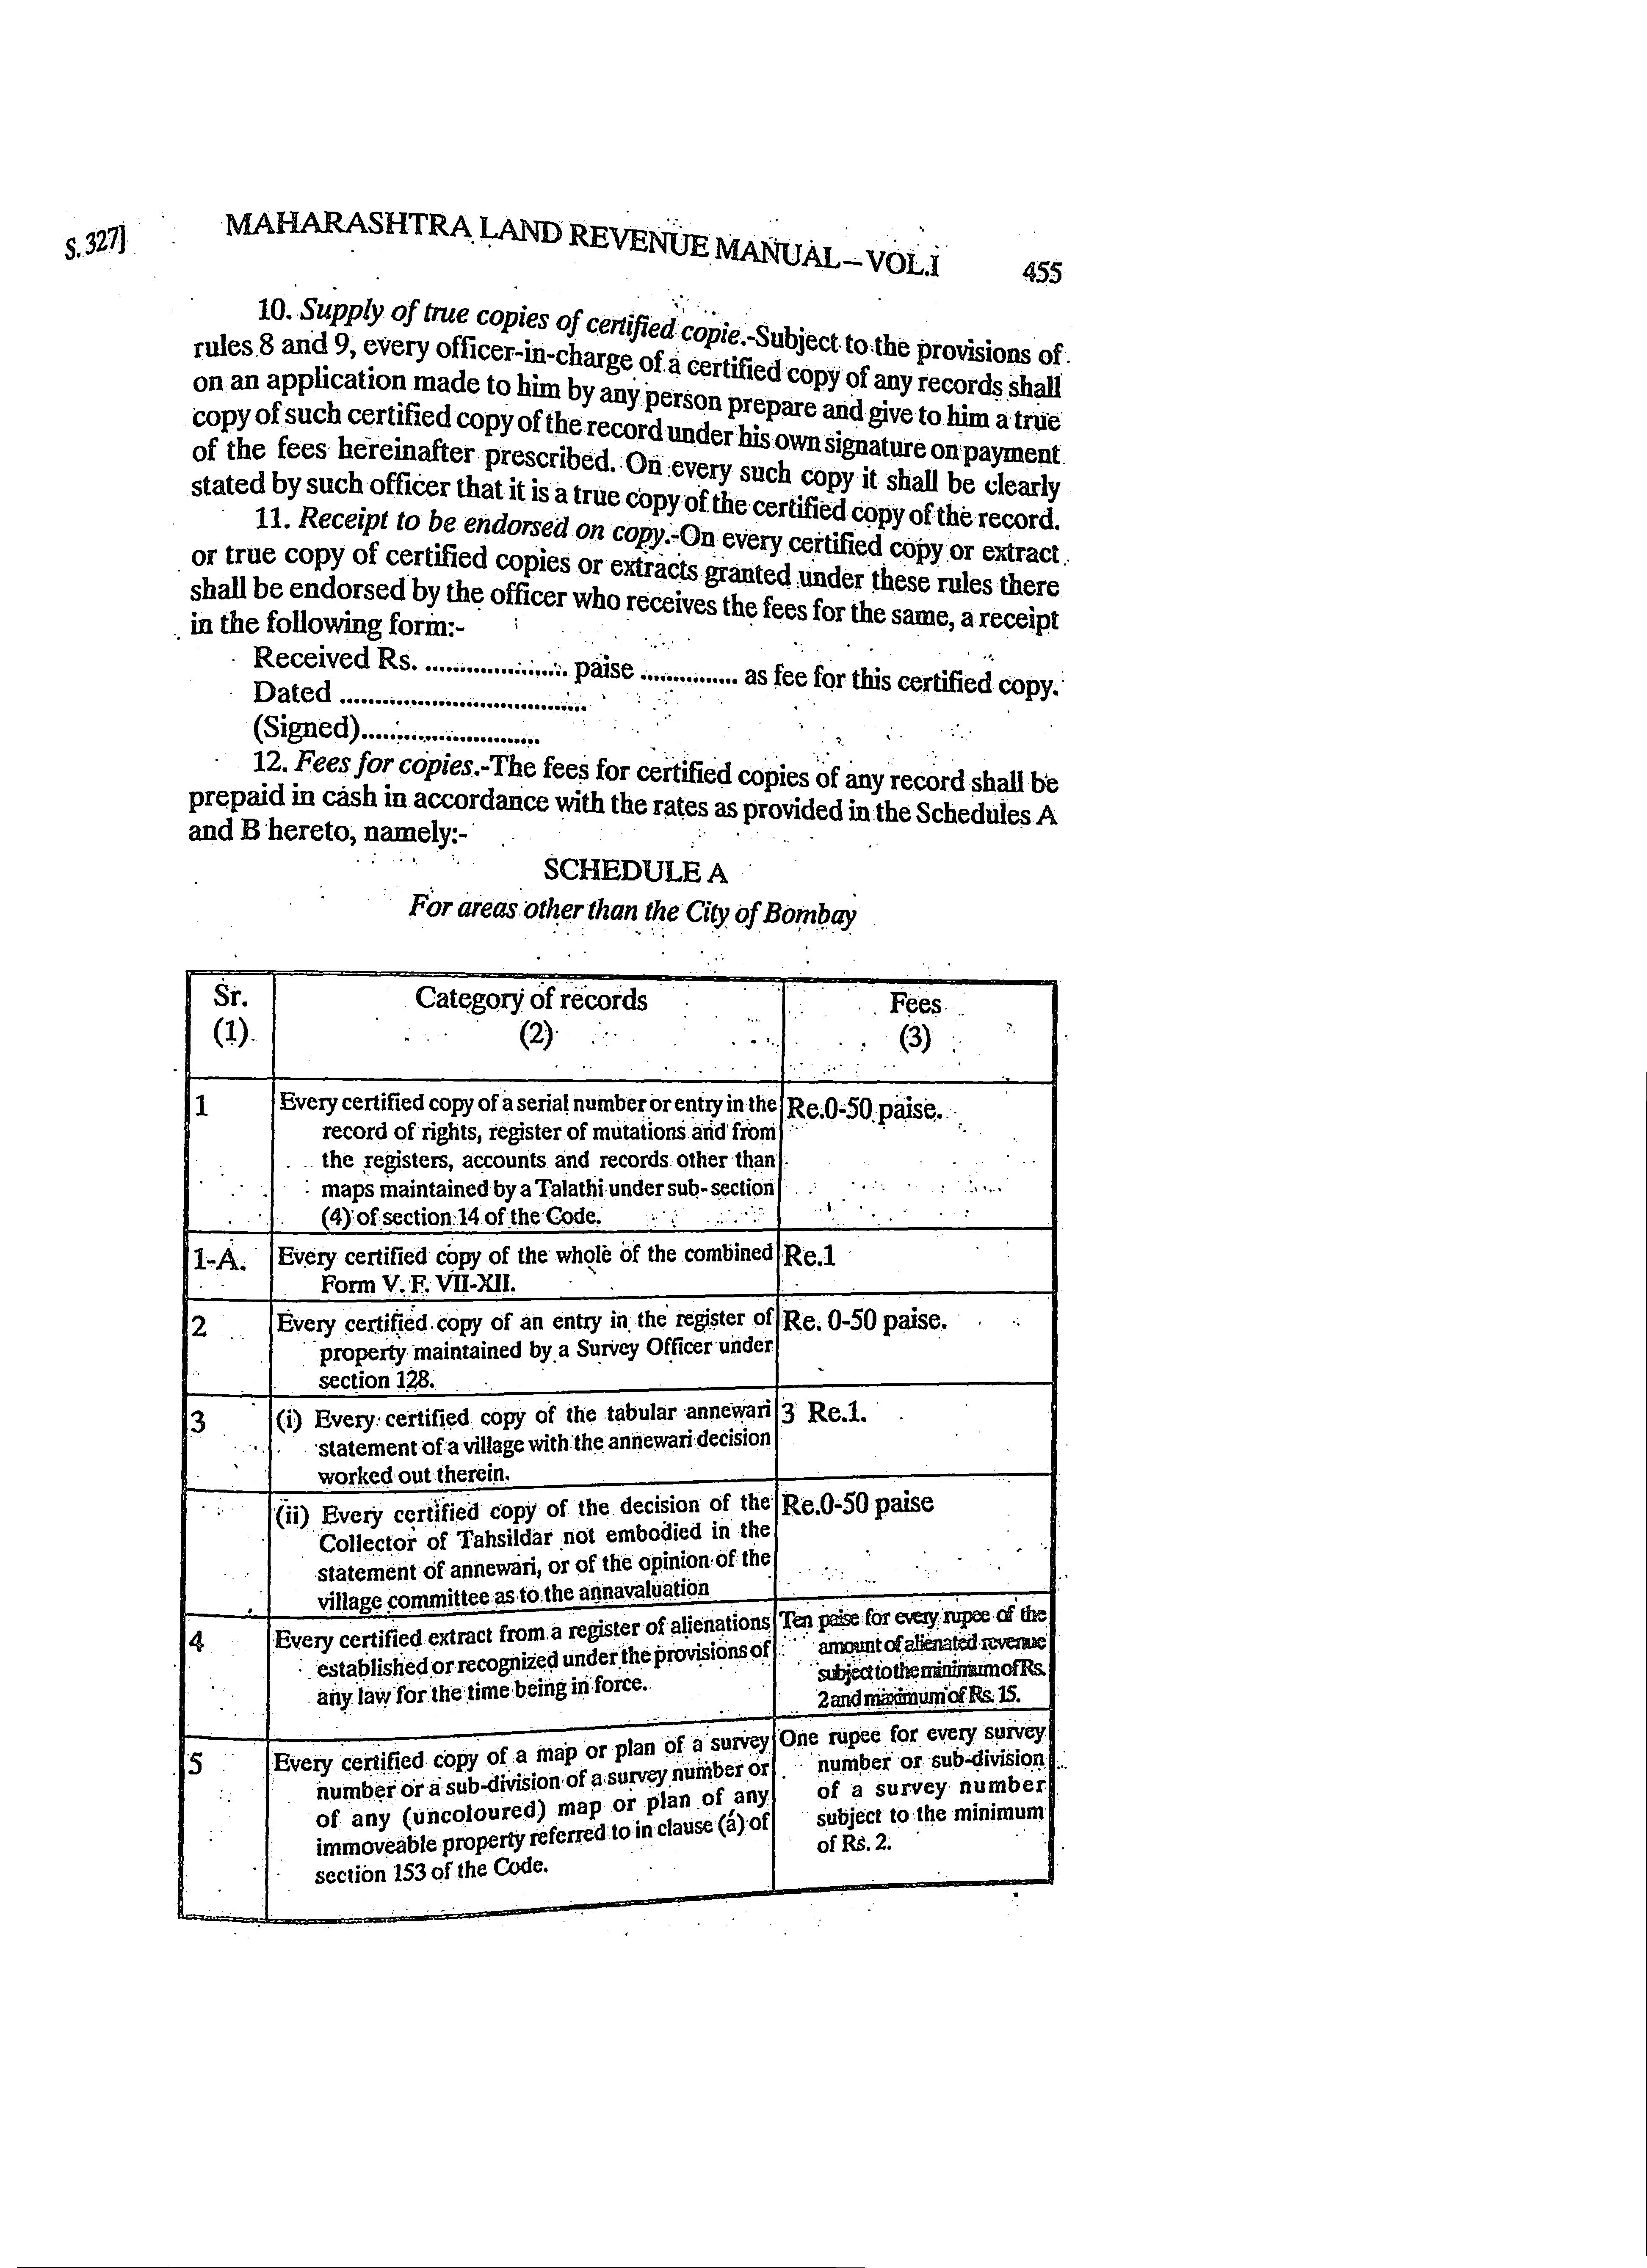 S. 327]
MAHARASHTRA LAND REVENUE MANUAL–VOL.I
455
10. Supply of true copies of certified copie.-Subject to the provisions of
rules 8 and 9, every officer-in-charge of a certified copy of any records shall
on an application made to him by any person prepare and give to him a true
copy of such certified copy of the record under his own signature on payment
of the fees hereinafter prescribed. On every such copy it shall be clearly
stated by such officer that it is a true copy of the certified copy of the record.
11. Receipt to be endorsed on copy.-On every certified copy or extract
or true copy of certified copies or extracts granted under these rules there
shall be endorsed by the officer who receives the fees for the same, a receipt
in the following form:-
Received Rs. ..................... paise .............. as fee for this certified copy.
Dated ...................................
(Signed)..........................
12. Fees for copies.-The fees for certified copies of any record shall be
prepaid in cash in accordance with the rates as provided in the Schedules A
and B hereto, namely:-
SCHEDULE A
For areas other than the City of Bombay
Sr. Category of records Fees
(1) (2) (3)
1 Every certified copy of a serial number or entry in the Re.0-50 paise.
record of rights, register of mutations and from
the registers, accounts and records other than
maps maintained by a Talathi under sub-section
(4) of section 14 of the Code.
1-A. Every certified copy of the whole of the combined Re.1
Form V. F. VII-XII.
2 Every certified copy of an entry in the register of Re. 0-50 paise.
property maintained by a Survey Officer under
section 128.
3 (i) Every certified copy of the tabular annewari 3 Re.1.
statement of a village with the annewari decision
worked out therein.
(ii) Every certified copy of the decision of the Re.0-50 paise
Collector of Tahsildar not embodied in the
statement of annewari, or of the opinion of the
village committee as to the annavaluation
4 Every certified extract from a register of alienations Ten paise for every rupee of the
established or recognized under the provisions of amount of alienated revenue
any law for the time being in force. subject to the minimum of Rs.
2 and maximum of Rs. 15.
5 Every certified copy of a map or plan of a survey One rupee for every survey
number or a sub-division of a survey number or number or sub-division
of any (uncoloured) map or plan of any of a survey number
immoveable property referred to in clause (a) of subject to the minimum
section 153 of the Code. of Rs. 2.